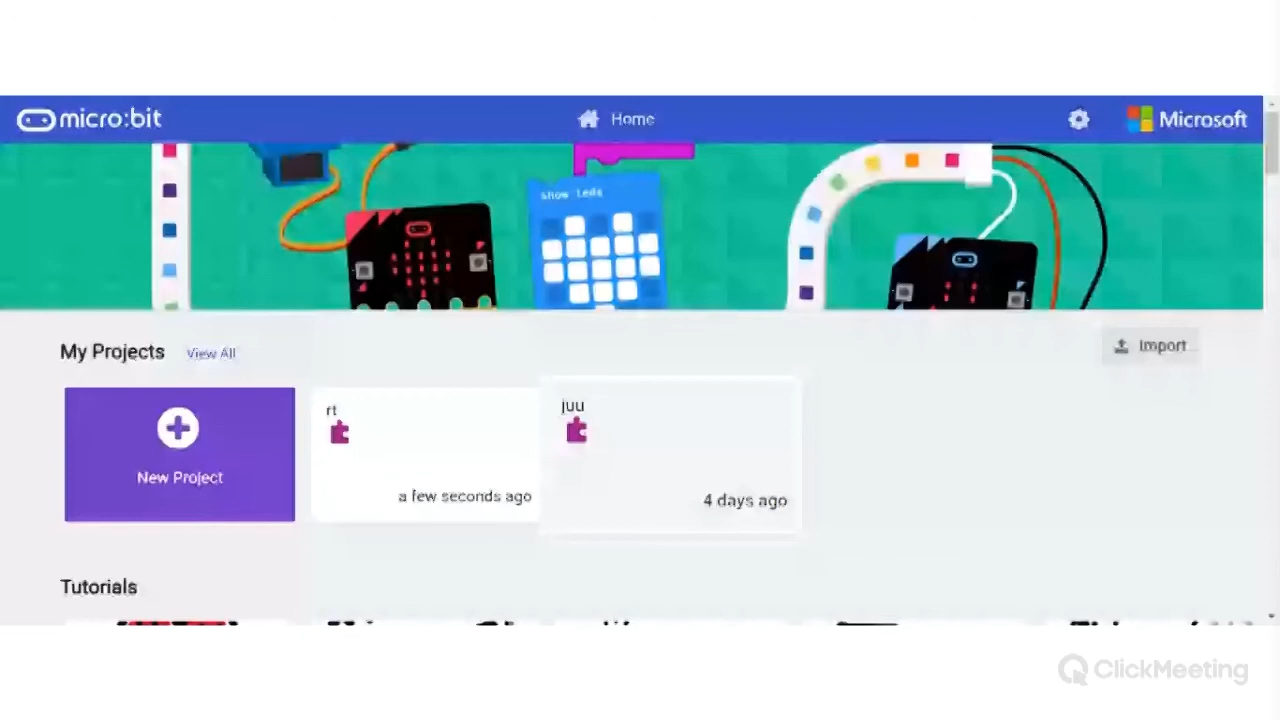 micro:bit
Home
Microsoft
show leds
My Projects
View All
Import
New Project
rt
a few seconds ago
juu
4 days ago
Tutorials
ClickMeeting